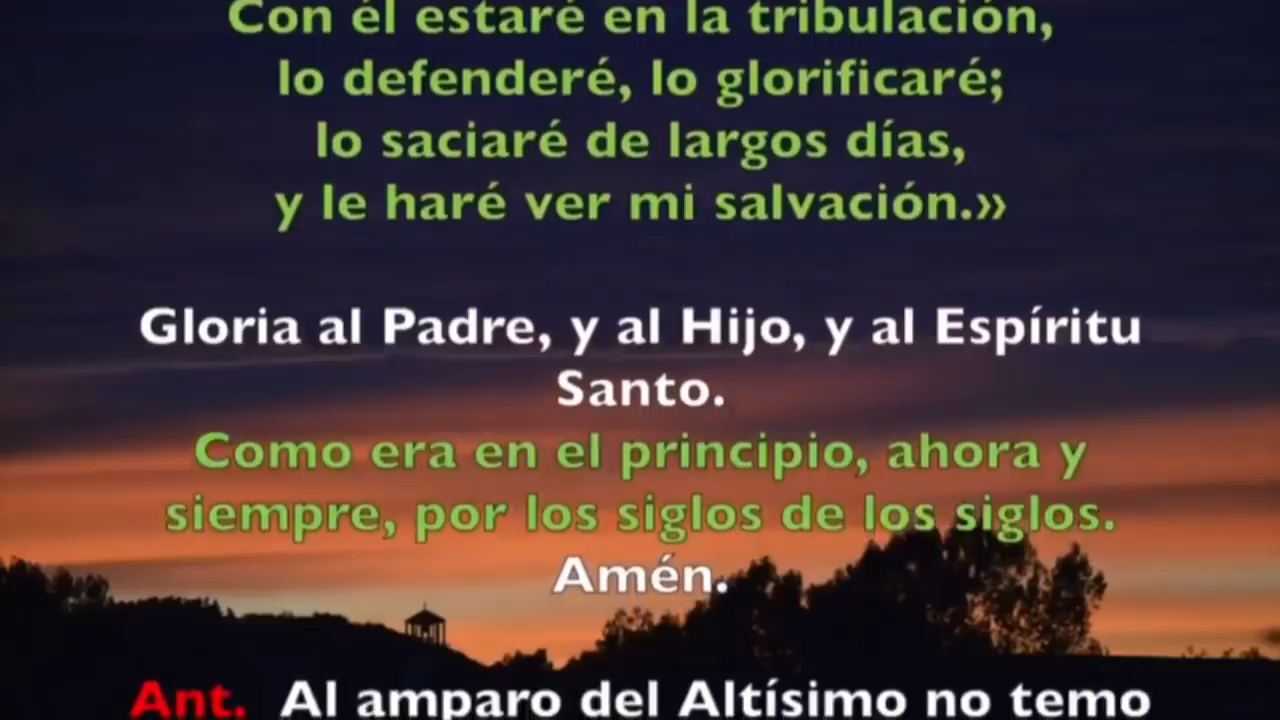 Con él estaré en la tribulación,
lo defenderé, lo glorificaré;
lo saciaré de largos días,
y le haré ver mi salvación.»
Gloria al Padre, y al Hijo, y al Espíritu
Santo.
Como era en el principio, ahora y
siempre, por los siglos de los siglos.
Amén.
Ant. Al amparo del Altísimo no temo